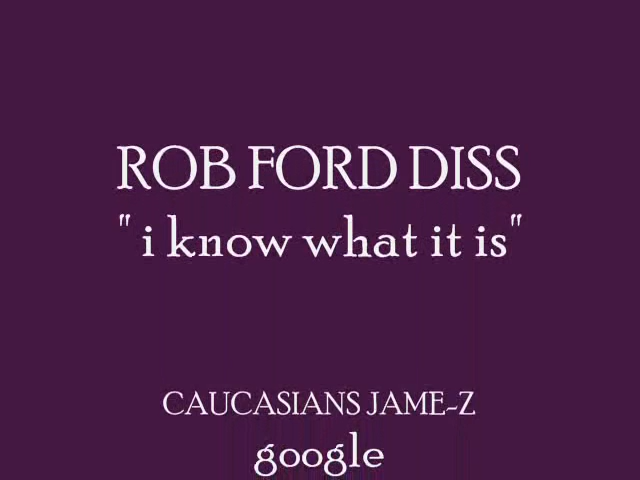 ROB FORD DISS
" i know what it is"
CAUCASIANS JAME-Z
google